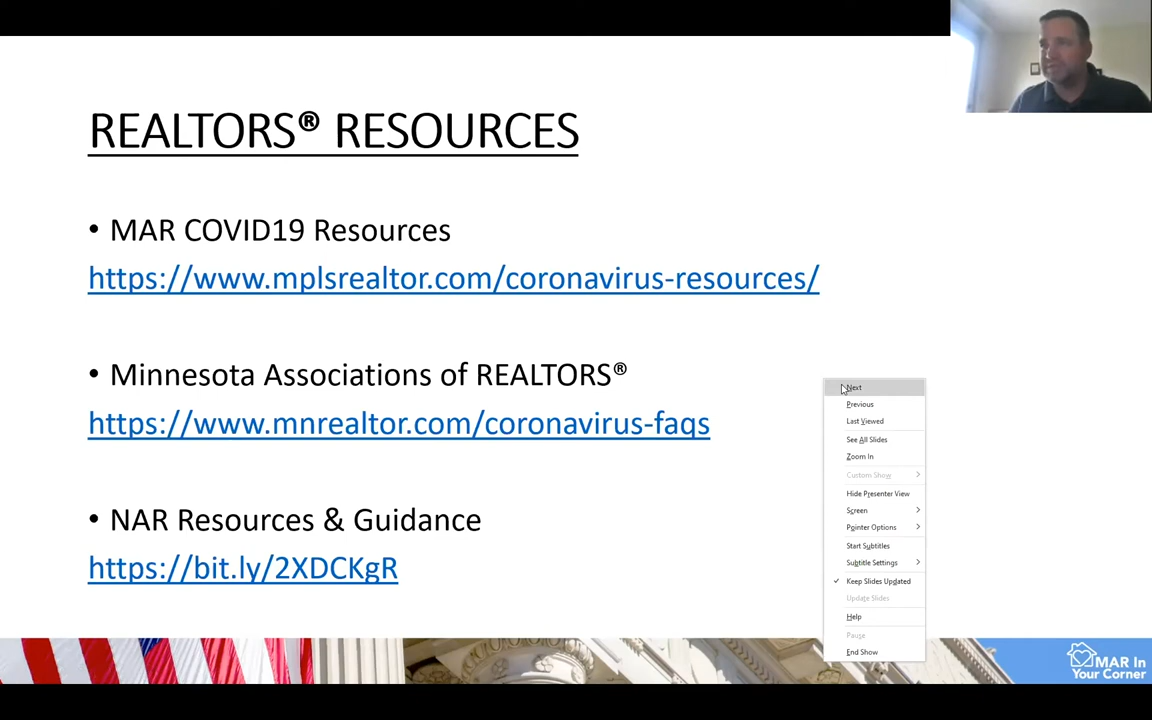 REALTORS® RESOURCES
• MAR COVID19 Resources
https://www.mplsrealtor.com/coronavirus-resources/
• Minnesota Associations of REALTORS®
https://www.mnrealtor.com/coronavirus-faqs
• NAR Resources & Guidance
https://bit.ly/2XDCKgR
Next
Previous
Last Viewed
See All Slides
Zoom In
Custom Show
Hide Presenter View
Screen
Pointer Options
Start Subtitles
Subtitle Settings
Keep Slides Updated
Update Slides
Help
Pause
End Show
MAR In
Your Corner